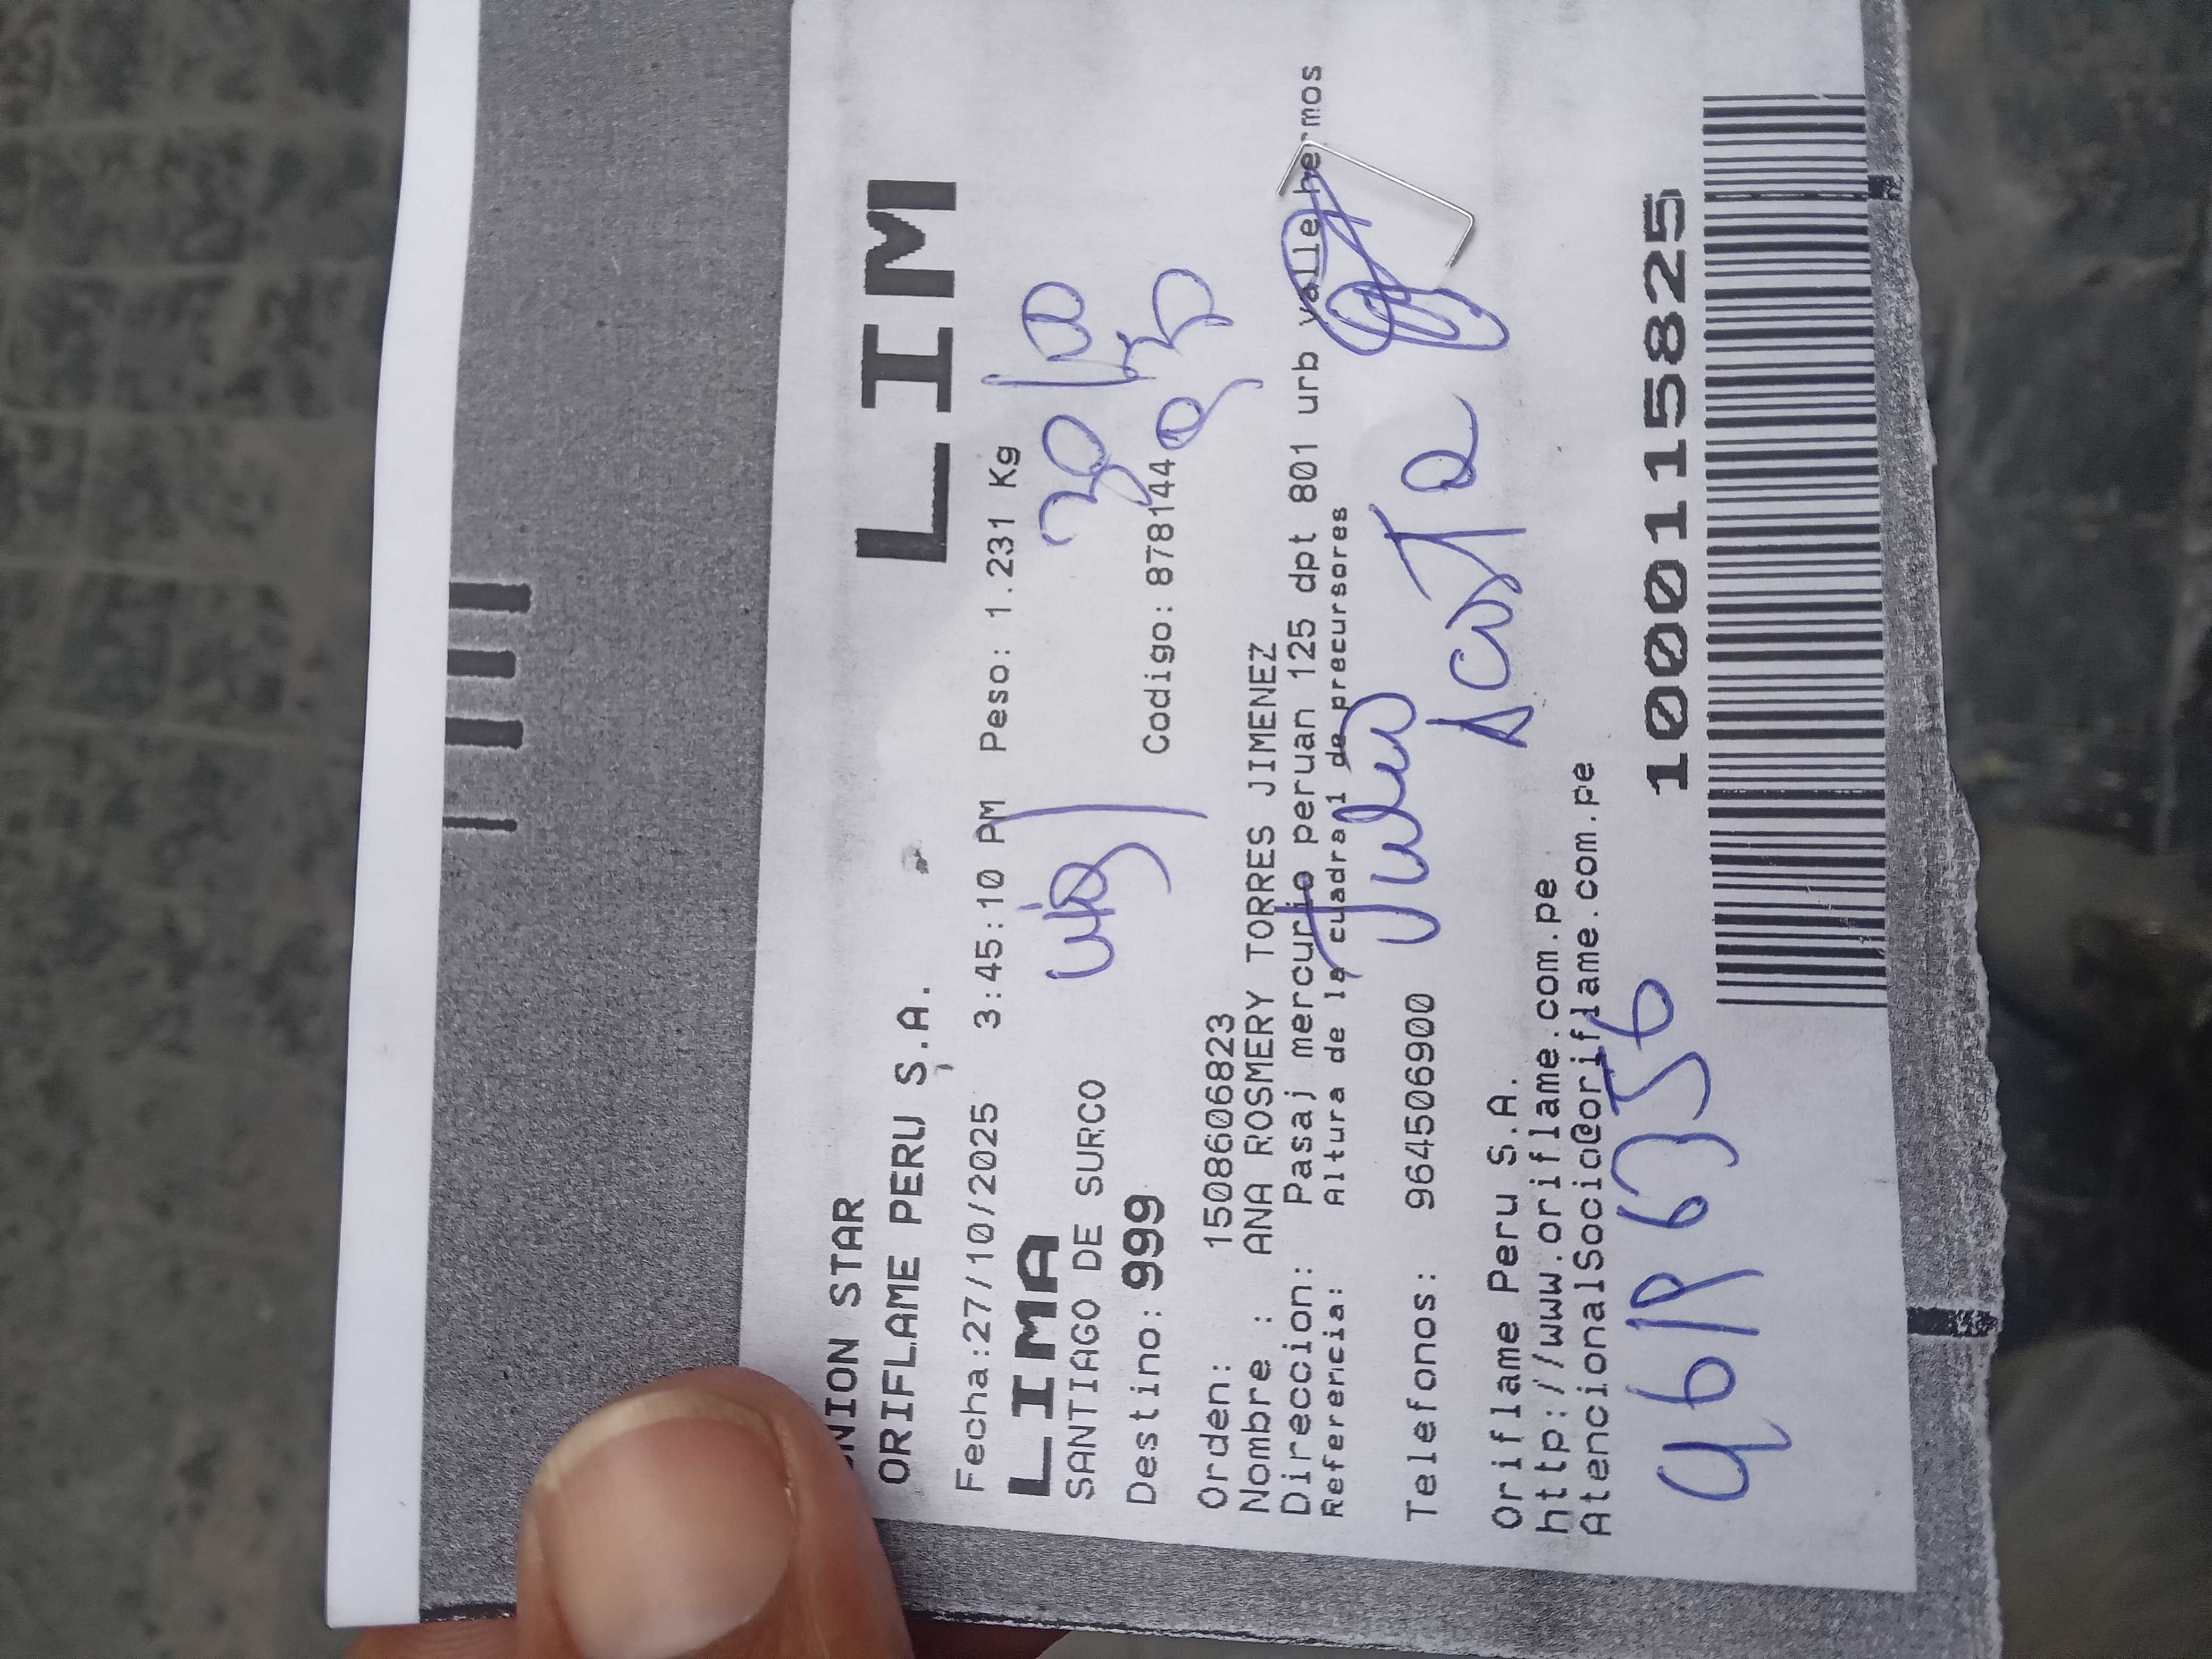 LIM
STAR
ORIFLAME PERU S.A.
Fecha:27/10/2025 3:45:10 PM Peso: 1.231 Kg
LIMA
SANTIAGO DE SURCO
Destino:999 Codigo:878144
Orden: 1508606823
Nombre : ANA ROSMERY TORRES JIMENEZ
Direccion: Pasaj mercurio peruan 125 dpt 801 urb valle hermos
Referencia: Altura de la cuadra 1 de precursores
Julio
Acosta
Telefonos: 964506900
Oriflame Peru S.A.
http://www.oriflame.com.pe
AtencionalSocio@oriflame.com.pe
10001115825